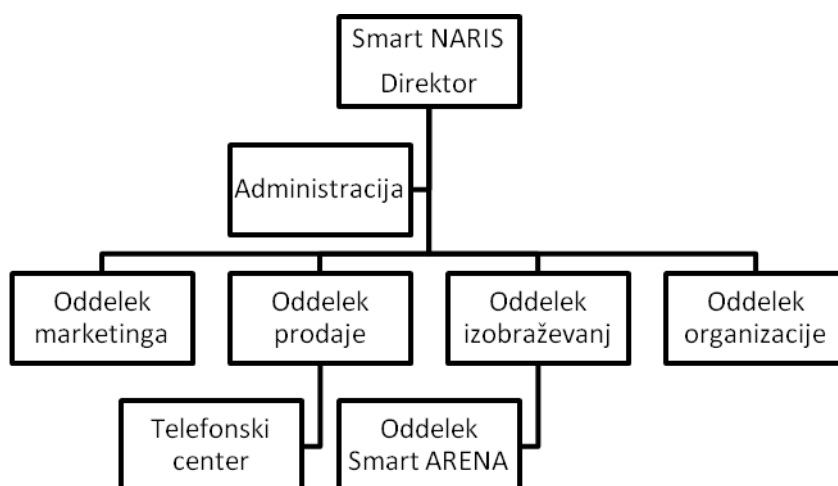 Smart NARIS
Direktor
Administracija
Oddelek
marketinga
Oddelek
prodaje
Oddelek
izobraževanj
Oddelek
organizacije
Telefonski
center
Oddelek
Smart ARENA